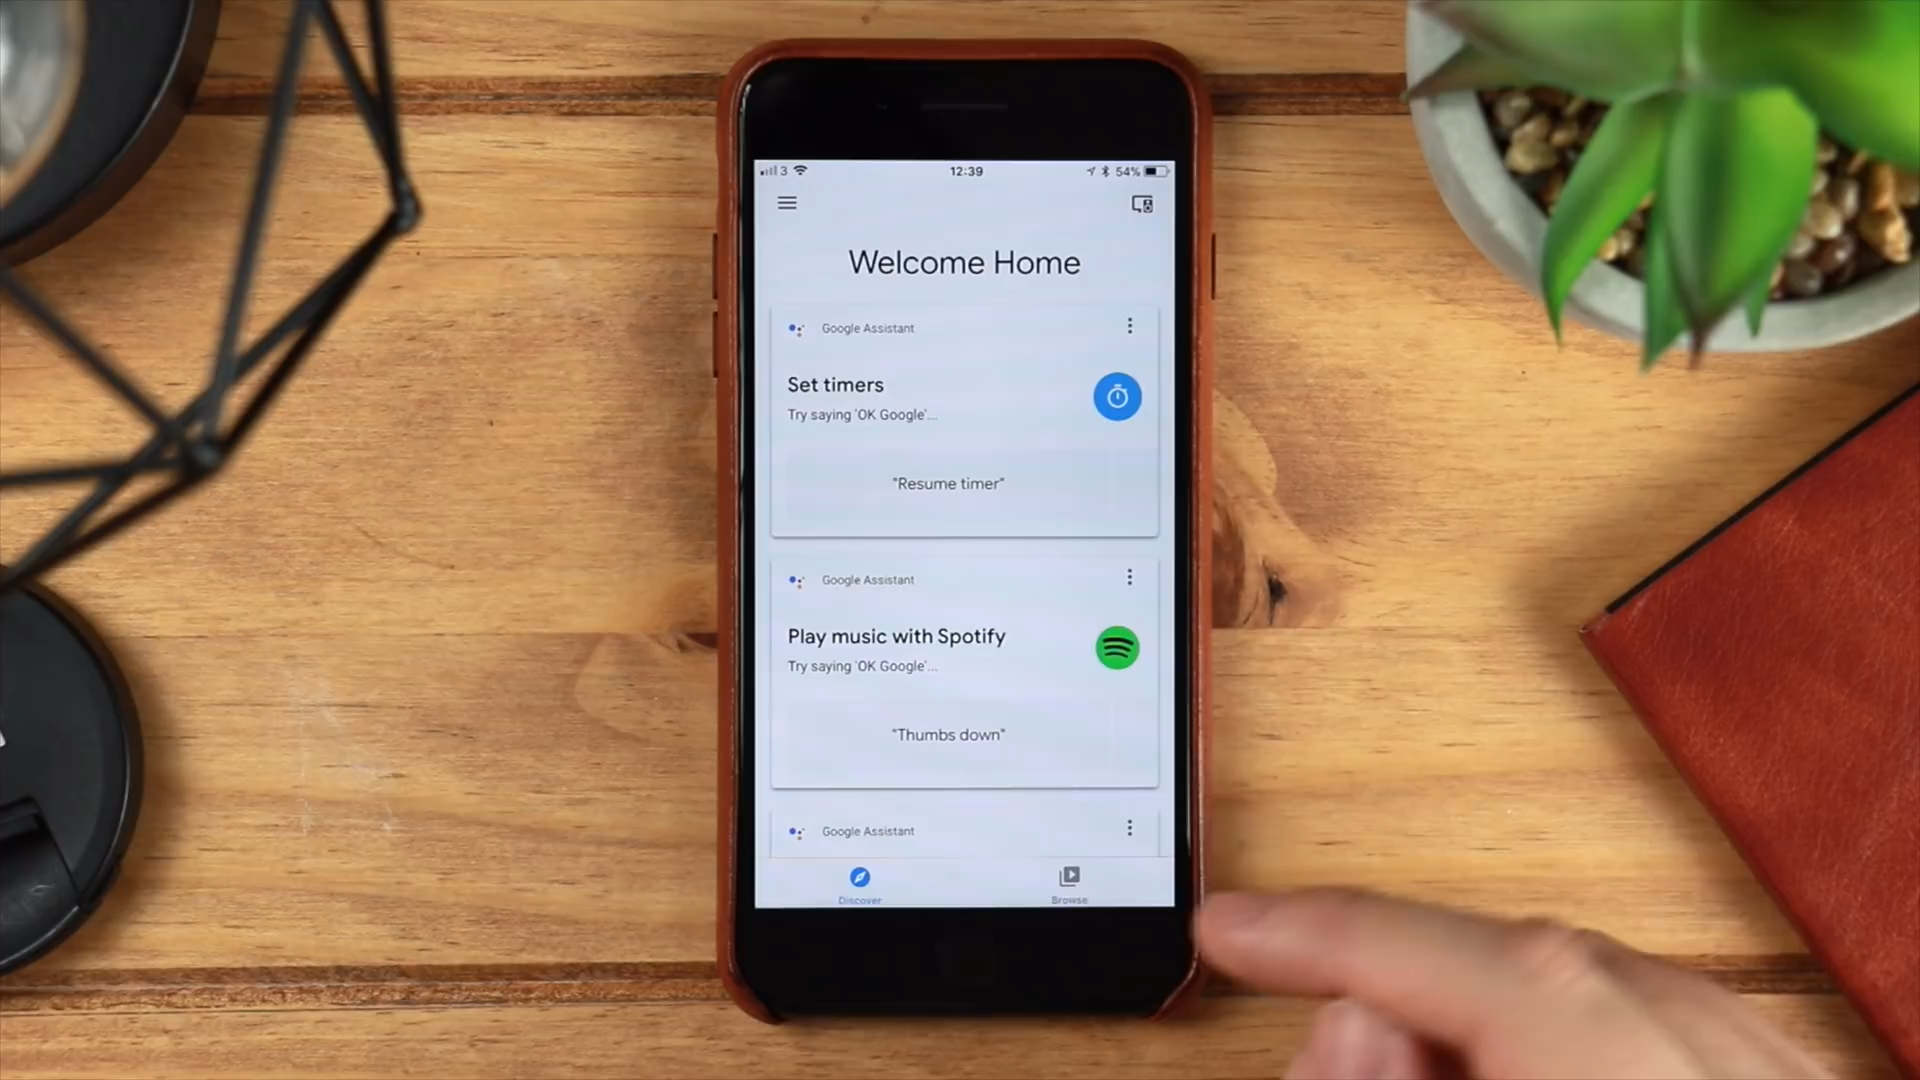 3 12:39 54%
Welcome Home
Google Assistant
Set timers
Try saying 'OK Google'...
"Resume timer"
Google Assistant
Play music with Spotify
Try saying 'OK Google'...
"Thumbs down"
Google Assistant
Discover Browse